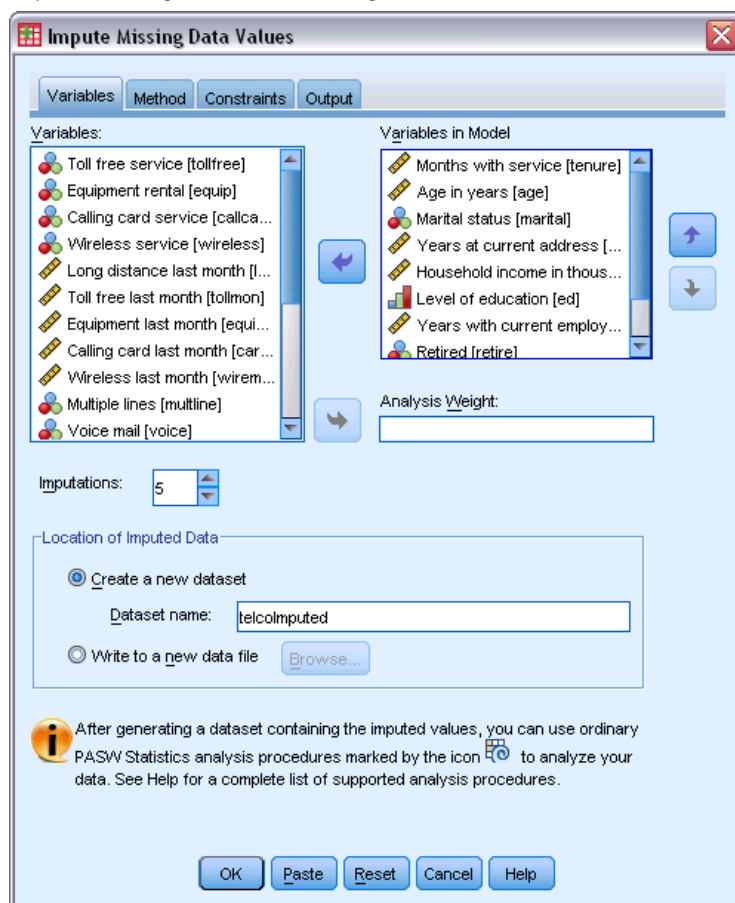 Impute Missing Data Values
Variables Method Constraints Output
Variables:
Toll free service [tollfree]
Equipment rental [equip]
Calling card service [callca...
Wireless service [wireless]
Long distance last month [l...
Toll free last month [tollmon]
Equipment last month [equi...
Calling card last month [car...
Wireless last month [wirem...
Multiple lines [multline]
Voice mail [voice]
Variables in Model
Months with service [tenure]
Age in years [age]
Marital status [marital]
Years at current address [...
Household income in thous...
Level of education [ed]
Years with current employ...
Retired [retire]
Analysis Weight:
Imputations: 5
Location of Imputed Data
Create a new dataset
Dataset name: telcoImputed
Write to a new data file Browse...
After generating a dataset containing the imputed values, you can use ordinary
PASW Statistics analysis procedures marked by the icon to analyze your
data. See Help for a complete list of supported analysis procedures.
OK Paste Reset Cancel Help